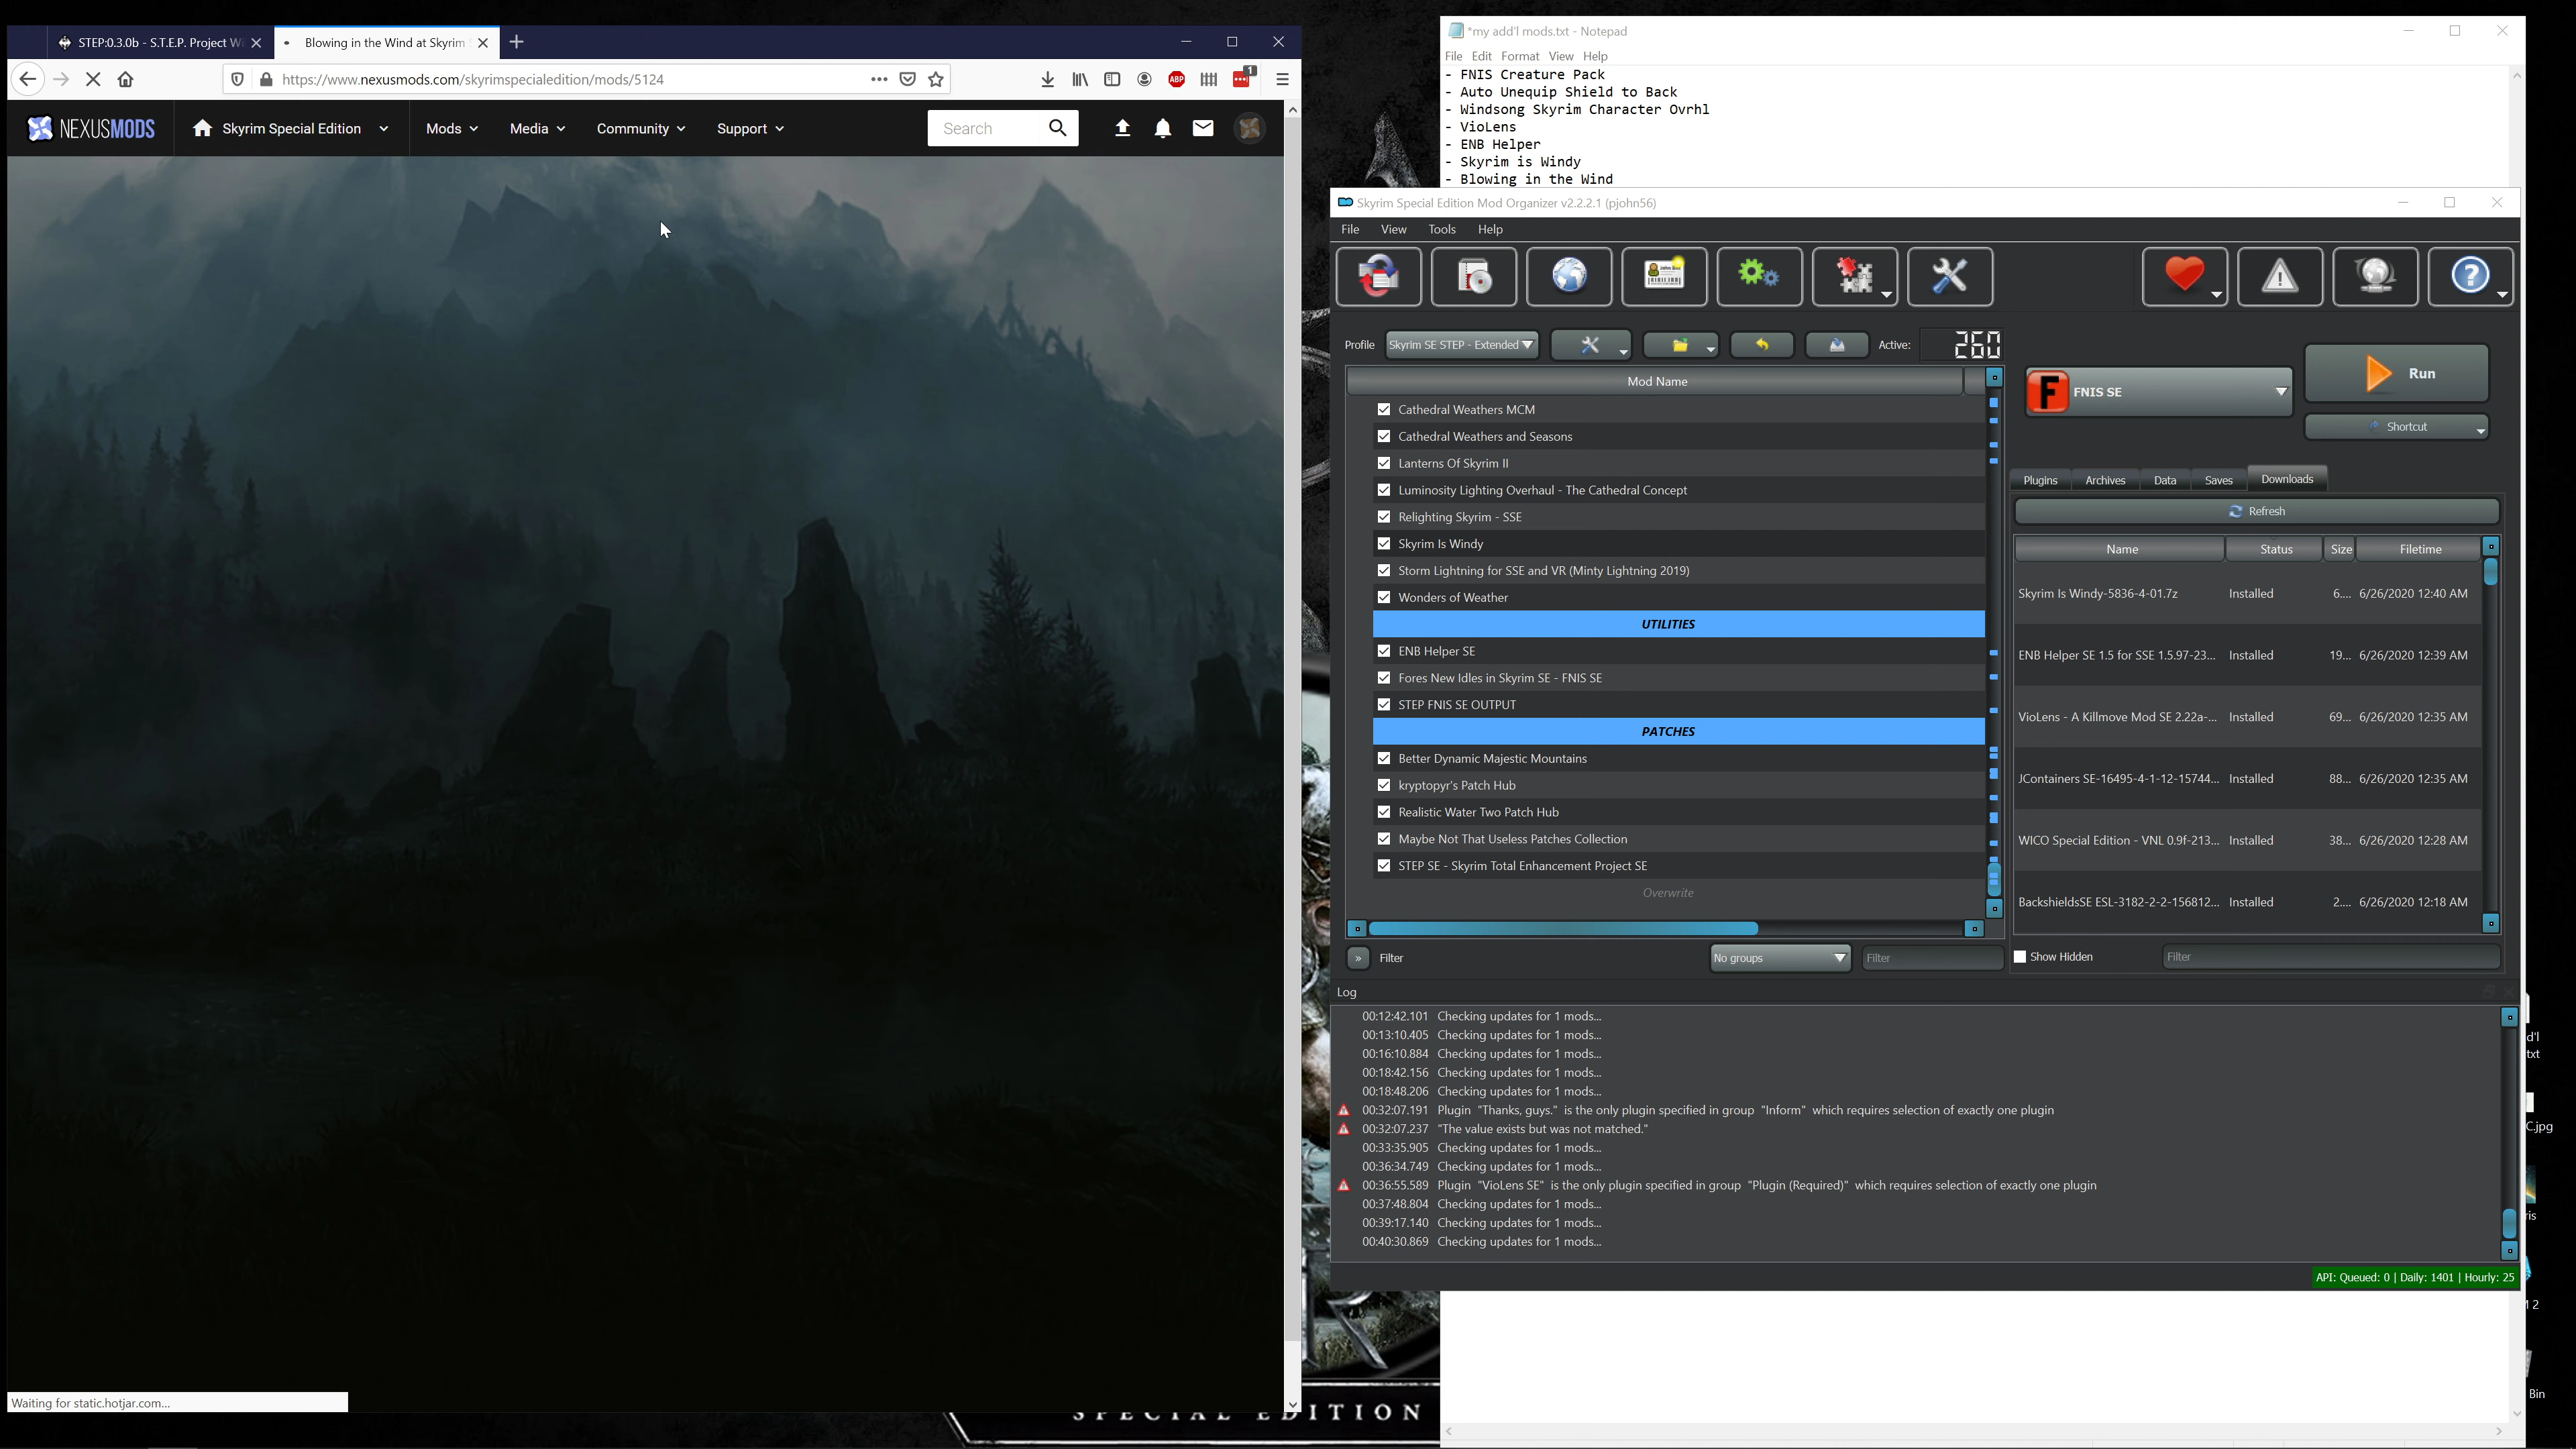 STEP:0.3.0b - S.T.E.P. Project W
Blowing in the Wind at Skyrim
https://www.nexusmods.com/skyrimspecialedition/mods/5124
ABP
1
NEXUSMODS
Skyrim Special Edition
Mods
Media
Community
Support
Search
Waiting for static.hotjar.com...
*my add'l mods.txt - Notepad
File Edit Format View Help
- FNIS Creature Pack
- Auto Unequip Shield to Back
- Windsong Skyrim Character Ovrhl
- VioLens
- ENB Helper
- Skyrim is Windy
- Blowing in the Wind
Skyrim Special Edition Mod Organizer v2.2.2.1 (pjohn56)
File View Tools Help
Profile
Skyrim SE STEP - Extended
Active:
260
Mod Name
Cathedral Weathers MCM
Cathedral Weathers and Seasons
Lanterns Of Skyrim II
Luminosity Lighting Overhaul - The Cathedral Concept
Relighting Skyrim - SSE
Skyrim Is Windy
Storm Lightning for SSE and VR (Minty Lightning 2019)
Wonders of Weather
UTILITIES
ENB Helper SE
Fores New Idles in Skyrim SE - FNIS SE
STEP FNIS SE OUTPUT
PATCHES
Better Dynamic Majestic Mountains
kryptopyr's Patch Hub
Realistic Water Two Patch Hub
Maybe Not That Useless Patches Collection
STEP SE - Skyrim Total Enhancement Project SE
Overwrite
» Filter
No groups
Filter
F FNIS SE
Run
Shortcut
Plugins Archives Data Saves Downloads
Refresh
Name Status Size Filetime
Skyrim Is Windy-5836-4-01.7z Installed 6.... 6/26/2020 12:40 AM
ENB Helper SE 1.5 for SSE 1.5.97-23... Installed 19... 6/26/2020 12:39 AM
VioLens - A Killmove Mod SE 2.22a-... Installed 69... 6/26/2020 12:35 AM
JContainers SE-16495-4-1-12-15744... Installed 88... 6/26/2020 12:35 AM
WICO Special Edition - VNL 0.9f-213... Installed 38... 6/26/2020 12:28 AM
BackshieldsSE ESL-3182-2-2-156812... Installed 2.... 6/26/2020 12:18 AM
Show Hidden
Filter
Log
00:12:42.101 Checking updates for 1 mods...
00:13:10.405 Checking updates for 1 mods...
00:16:10.884 Checking updates for 1 mods...
00:18:42.156 Checking updates for 1 mods...
00:18:48.206 Checking updates for 1 mods...
00:32:07.191 Plugin "Thanks, guys." is the only plugin specified in group "Inform" which requires selection of exactly one plugin
00:32:07.237 "The value exists but was not matched."
00:33:35.905 Checking updates for 1 mods...
00:36:34.749 Checking updates for 1 mods...
00:36:55.589 Plugin "VioLens SE" is the only plugin specified in group "Plugin (Required)" which requires selection of exactly one plugin
00:37:48.804 Checking updates for 1 mods...
00:39:17.140 Checking updates for 1 mods...
00:40:30.869 Checking updates for 1 mods...
API: Queued: 0 | Daily: 1401 | Hourly: 25
d'l
txt
C.jpg
ris
2
Bin
SPECIAL EDITION